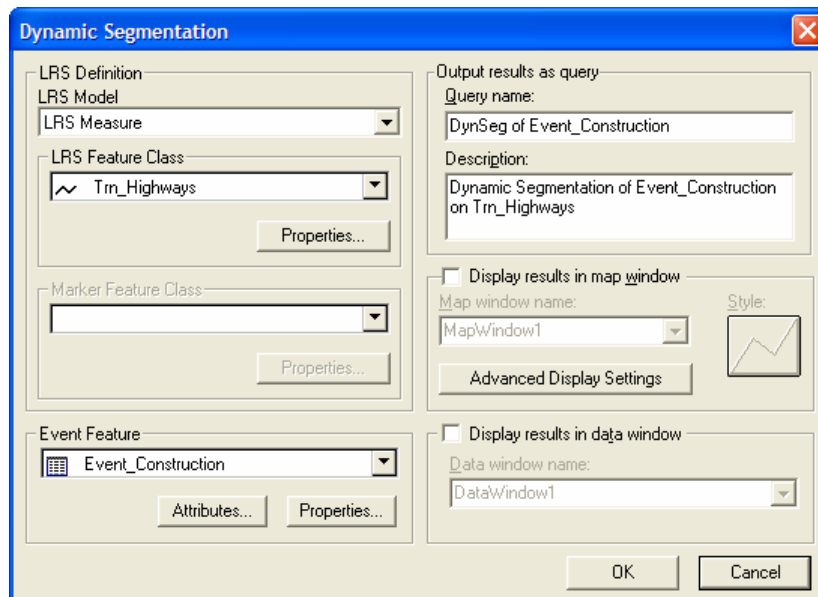 Dynamic Segmentation
LRS Definition
LRS Model
LRS Measure
LRS Feature Class
Trn_Highways
Properties...
Marker Feature Class
Properties...
Event Feature
Event_Construction
Attributes...
Properties...
Output results as query
Query name:
DynSeg of Event_Construction
Description:
Dynamic Segmentation of Event_Construction
on Trn_Highways
Display results in map window
Map window name:
MapWindow1
Style:
Advanced Display Settings
Display results in data window
Data window name:
DataWindow1
OK
Cancel